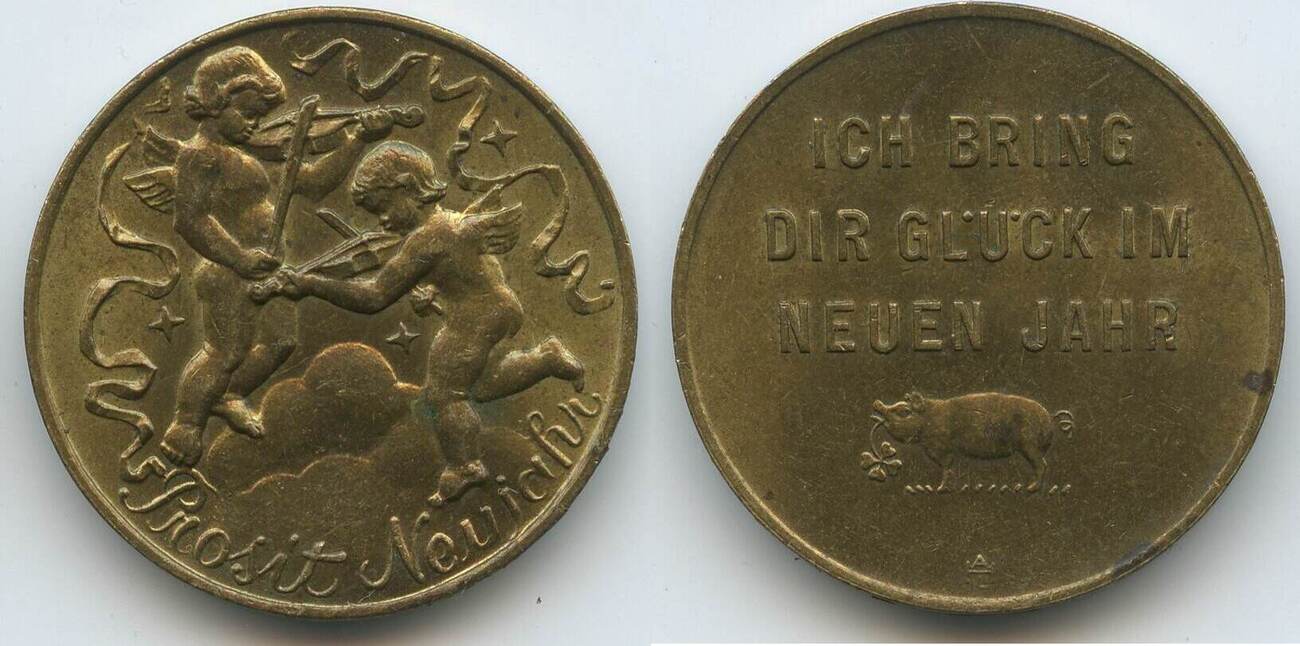 Prosit Neujahr
ICH BRING
DIR GLÜCK IM
NEUEN JAHR